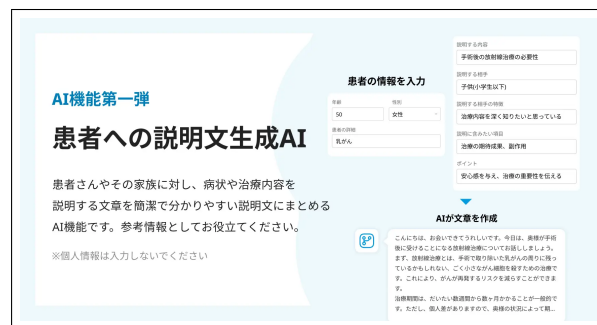 AI機能第一弾
患者への説明文生成AI
患者さんやその家族に対し、病状や治療内容を
説明する文章を簡潔で分かりやすい説明文にまとめる
AI機能です。参考情報としてお役立てください。
※個人情報は入力しないでください
患者の情報を入力
年齢
性別
50
女性
患者の詳細
乳がん
説明する内容
手術後の放射線治療の必要性
説明する相手
子供(小学生以下)
説明する相手の特徴
治療内容を深く知りたいと思っている
説明に含みたい項目
治療の期待成果、副作用
ポイント
安心感を与え、治療の重要性を伝える
AIが文章を作成
こんにちは、お会いできてうれしいです。今日は、奥様が手術
後に受けることになる放射線治療についてお話ししましょう。
まず、放射線治療とは、手術で取り除いた乳がんの周りに残っ
ているかもしれない、ごく小さながん細胞を殺すための治療で
す。これにより、がんが再発するリスクを減らすことができま
す。
治療期間は、だいたい数週間から数ヶ月かかることが一般的で
す。ただし、個人差がありますので、奥様の状況によって期...